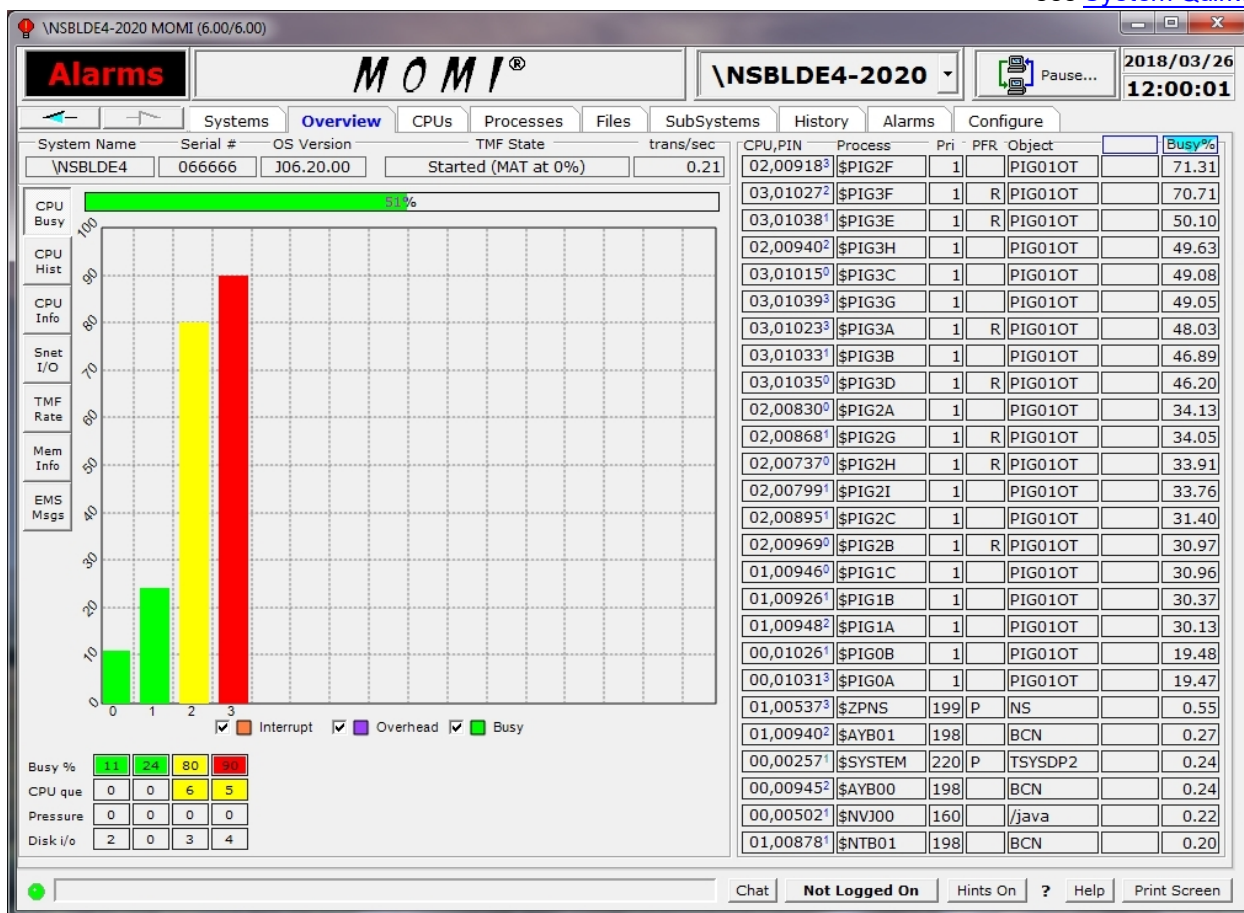 \NSBLDE4-2020 MOMI (6.00/6.00)
Alarms
MOMI®
\NSBLDE4-2020
Pause...
2018/03/26
12:00:01
Systems Overview CPUs Processes Files SubSystems History Alarms Configure
System Name Serial # OS Version TMF State trans/sec
\NSBLDE4 066666 J06.20.00 Started (MAT at 0%) 0.21
CPU Busy
CPU Hist
CPU Info
Snet I/O
TMF Rate
Mem Info
EMS Msgs
51%
100
90
80
70
60
50
40
30
20
10
0
0 1 2 3
Interrupt Overhead Busy
Busy % 11 24 80 90
CPU que 0 0 6 5
Pressure 0 0 0 0
Disk i/o 2 0 3 4
CPU,PIN Process Pri PFR Object Busy%
02,00918³ $PIG2F 1 PIG01OT 71.31
03,01027² $PIG3F 1 R PIG01OT 70.71
03,01038¹ $PIG3E 1 R PIG01OT 50.10
02,00940² $PIG3H 1 PIG01OT 49.63
03,01015⁰ $PIG3C 1 PIG01OT 49.08
03,01039³ $PIG3G 1 PIG01OT 49.05
03,01023³ $PIG3A 1 R PIG01OT 48.03
03,01033¹ $PIG3B 1 PIG01OT 46.89
03,01035⁰ $PIG3D 1 R PIG01OT 46.20
02,00830⁰ $PIG2A 1 PIG01OT 34.13
02,00868¹ $PIG2G 1 R PIG01OT 34.05
02,00737⁰ $PIG2H 1 R PIG01OT 33.91
02,00799¹ $PIG2I 1 PIG01OT 33.76
02,00895¹ $PIG2C 1 PIG01OT 31.40
02,00969⁰ $PIG2B 1 R PIG01OT 30.97
01,00946⁰ $PIG1C 1 PIG01OT 30.96
01,00926¹ $PIG1B 1 PIG01OT 30.37
01,00948² $PIG1A 1 PIG01OT 30.13
00,01026¹ $PIG0B 1 PIG01OT 19.48
00,01031³ $PIG0A 1 PIG01OT 19.47
01,00537³ $ZPNS 199 P NS 0.55
01,00940² $AYB01 198 BCN 0.27
00,00257¹ $SYSTEM 220 P TSYSDP2 0.24
00,00945² $AYB00 198 BCN 0.24
00,00502¹ $NVJ00 160 /java 0.22
01,00878¹ $NTB01 198 BCN 0.20
Chat Not Logged On Hints On ? Help Print Screen